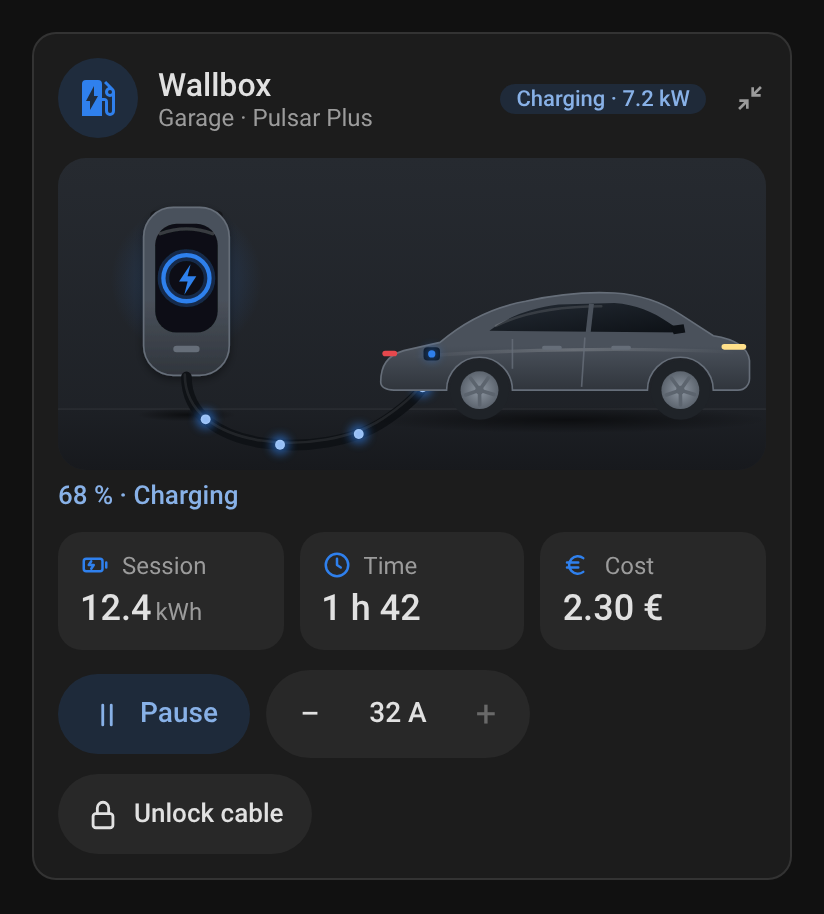 Wallbox
Garage · Pulsar Plus
Charging · 7.2 kW
68 % · Charging
Session
12.4 kWh
Time
1 h 42
Cost
2.30 €
Pause
− 32 A +
Unlock cable